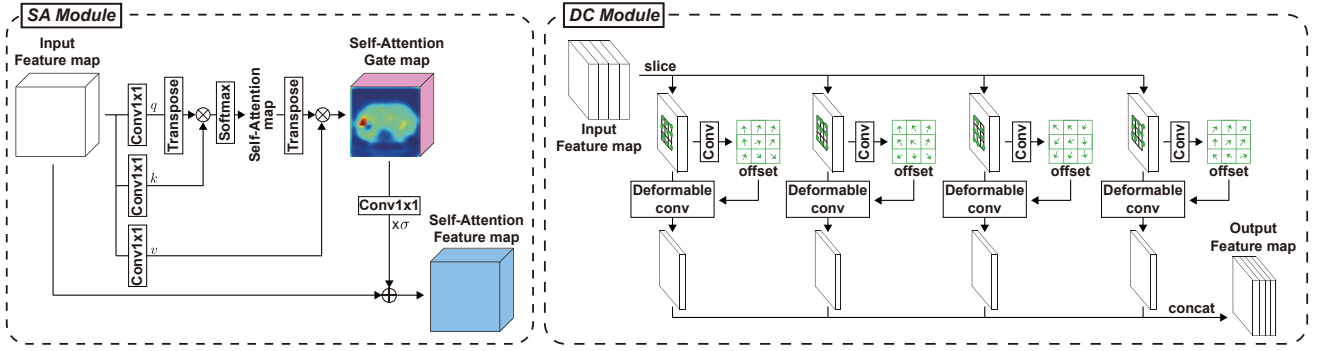 SA Module
Input
Feature map
Conv1x1
q
Transpose
Softmax
Self-Attention
map
Transpose
Self-Attention
Gate map
Conv1x1
k
Conv1x1
v
Conv1x1
xσ
Self-Attention
Feature map
DC Module
Input
Feature map
slice
Conv
offset
Deformable
conv
Conv
offset
Deformable
conv
Conv
offset
Deformable
conv
Conv
offset
Deformable
conv
concat
Output
Feature map